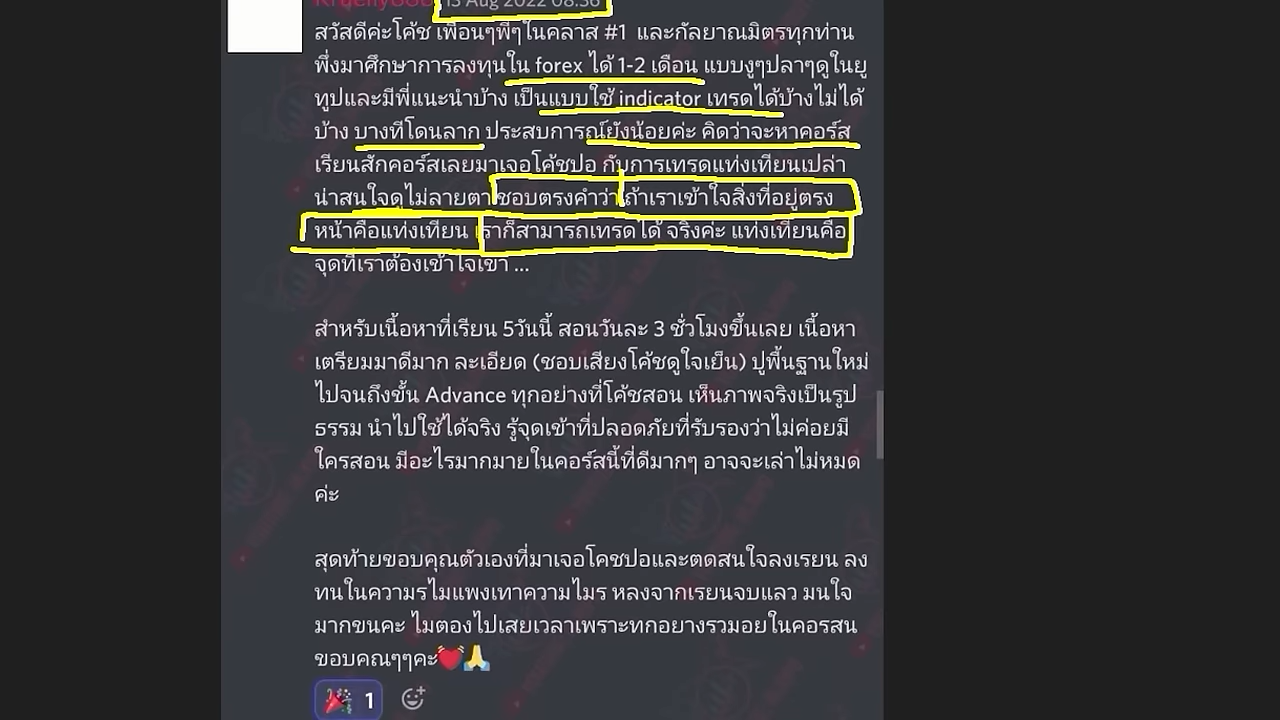 13 Aug 2022 08:36
สวัสดีค่ะโค้ช เพื่อนๆพี่ๆในคลาส #1 และกัลยาณมิตรทุกท่าน
พึ่งมาศึกษาการลงทุนใน forex ได้ 1-2 เดือน แบบงูๆปลาๆดูในยู
ทูปและมีพี่แนะนำบ้าง เป็นแบบใช้ indicator เทรดได้บ้างไม่ได้
บ้าง บางทีโดนลาก ประสบการณ์ยังน้อยค่ะ คิดว่าจะหาคอร์ส
เรียนสักคอร์สเลยมาเจอโค้ชปอ กับการเทรดแท่งเทียนเปล่า
น่าสนใจดูไม่ลายตา ชอบตรงคำว่า ถ้าเราเข้าใจสิ่งที่อยู่ตรง
หน้าคือแท่งเทียน เราก็สามารถเทรดได้ จริงค่ะ แท่งเทียนคือ
จุดที่เราต้องเข้าใจเขา ...
สำหรับเนื้อหาที่เรียน 5วันนี้ สอนวันละ 3 ชั่วโมงขึ้นเลย เนื้อหา
เตรียมมาดีมาก ละเอียด (ชอบเสียงโค้ชดูใจเย็น) ปูพื้นฐานใหม่
ไปจนถึงขั้น Advance ทุกอย่างที่โค้ชสอน เห็นภาพจริงเป็นรูป
ธรรม นำไปใช้ได้จริง รู้จุดเข้าที่ปลอดภัยที่รับรองว่าไม่ค่อยมี
ใครสอน มีอะไรมากมายในคอร์สนี้ที่ดีมากๆ อาจจะเล่าไม่หมด
ค่ะ
สุดท้ายขอบคุณตัวเองที่มาเจอโคชปอและตดสนใจลงเรยน ลง
ทนในความรไมแพงเทาความไมร หลงจากเรยนจบแลว มนใจ
มากขนคะ ไมตองไปเสยเวลาเพราะทกอยางรวมอยในคอรสน
ขอบคณๆๆคะ💓🙏
🎉 1